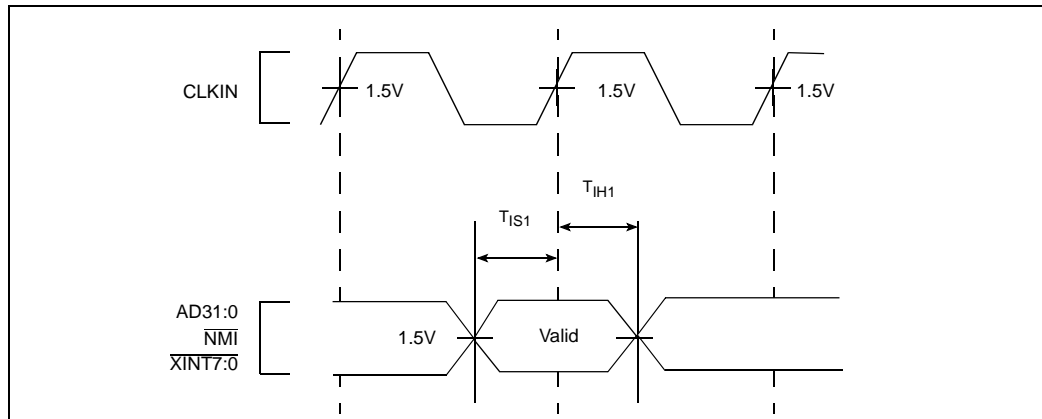 CLKIN
1.5V
1.5V
1.5V
TIH1
TIS1
AD31:0
NMI
XINT7:0
1.5V
Valid